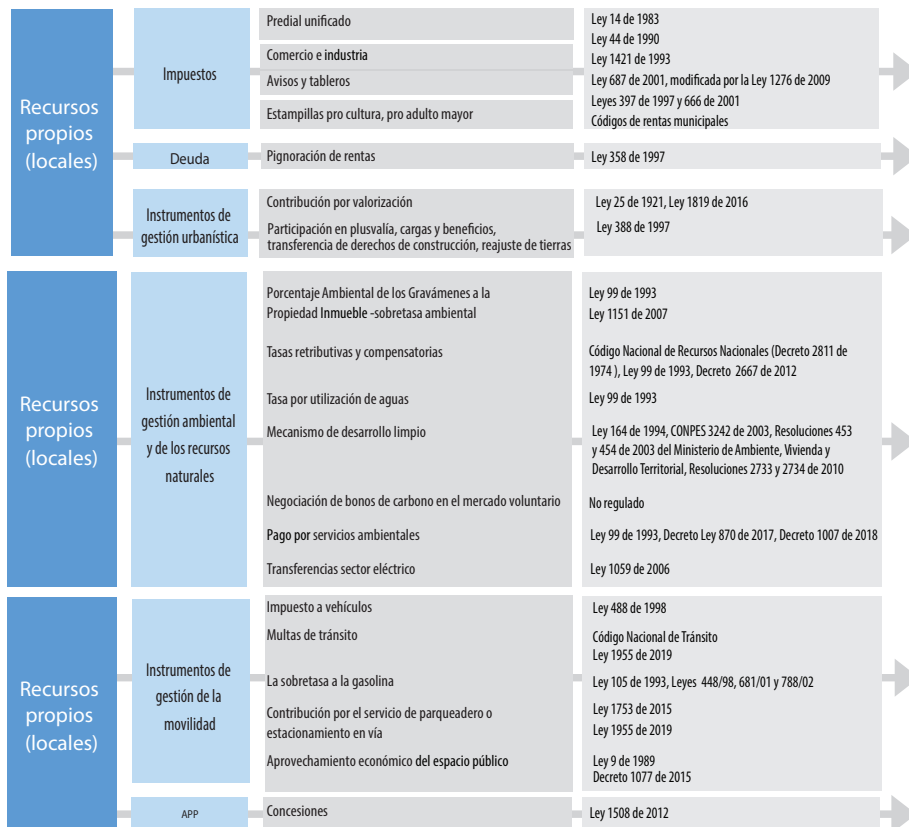 Recursos
propios
(locales)
Impuestos
Predial unificado
Comercio e industria
Avisos y tableros
Estampillas pro cultura, pro adulto mayor
Ley 14 de 1983
Ley 44 de 1990
Ley 1421 de 1993
Ley 687 de 2001, modificada por la Ley 1276 de 2009
Leyes 397 de 1997 y 666 de 2001
Códigos de rentas municipales
Deuda
Pignoración de rentas
Ley 358 de 1997
Instrumentos de
gestión urbanística
Contribución por valorización
Ley 25 de 1921, Ley 1819 de 2016
Participación en plusvalía, cargas y beneficios,
transferencia de derechos de construcción, reajuste de tierras
Ley 388 de 1997
Recursos
propios
(locales)
Instrumentos de
gestión ambiental
y de los recursos
naturales
Porcentaje Ambiental de los Gravámenes a la
Propiedad Inmueble -sobretasa ambiental
Ley 99 de 1993
Ley 1151 de 2007
Tasas retributivas y compensatorias
Código Nacional de Recursos Nacionales (Decreto 2811 de
1974 ), Ley 99 de 1993, Decreto 2667 de 2012
Tasa por utilización de aguas
Ley 99 de 1993
Mecanismo de desarrollo limpio
Ley 164 de 1994, CONPES 3242 de 2003, Resoluciones 453
y 454 de 2003 del Ministerio de Ambiente, Vivienda y
Desarrollo Territorial, Resoluciones 2733 y 2734 de 2010
Negociación de bonos de carbono en el mercado voluntario
No regulado
Pago por servicios ambientales
Ley 99 de 1993, Decreto Ley 870 de 2017, Decreto 1007 de 2018
Transferencias sector eléctrico
Ley 1059 de 2006
Recursos
propios
(locales)
Instrumentos de
gestión de la
movilidad
Impuesto a vehículos
Ley 488 de 1998
Multas de tránsito
Código Nacional de Tránsito
Ley 1955 de 2019
La sobretasa a la gasolina
Ley 105 de 1993, Leyes 448/98, 681/01 y 788/02
Contribución por el servicio de parqueadero o
estacionamiento en vía
Ley 1753 de 2015
Ley 1955 de 2019
Aprovechamiento económico del espacio público
Ley 9 de 1989
Decreto 1077 de 2015
APP
Concesiones
Ley 1508 de 2012